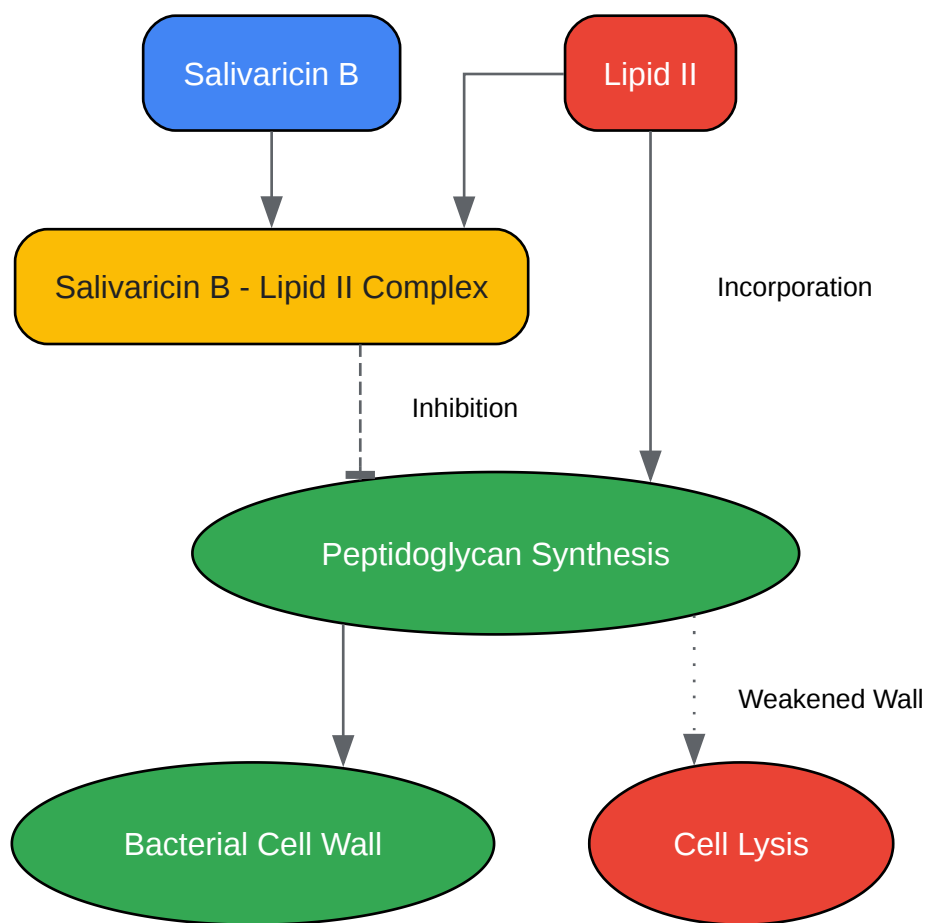 Salivaricin B
Lipid II
Salivaricin B - Lipid II Complex
Incorporation
Inhibition
Peptidoglycan Synthesis
Weakened Wall
Bacterial Cell Wall
Cell Lysis